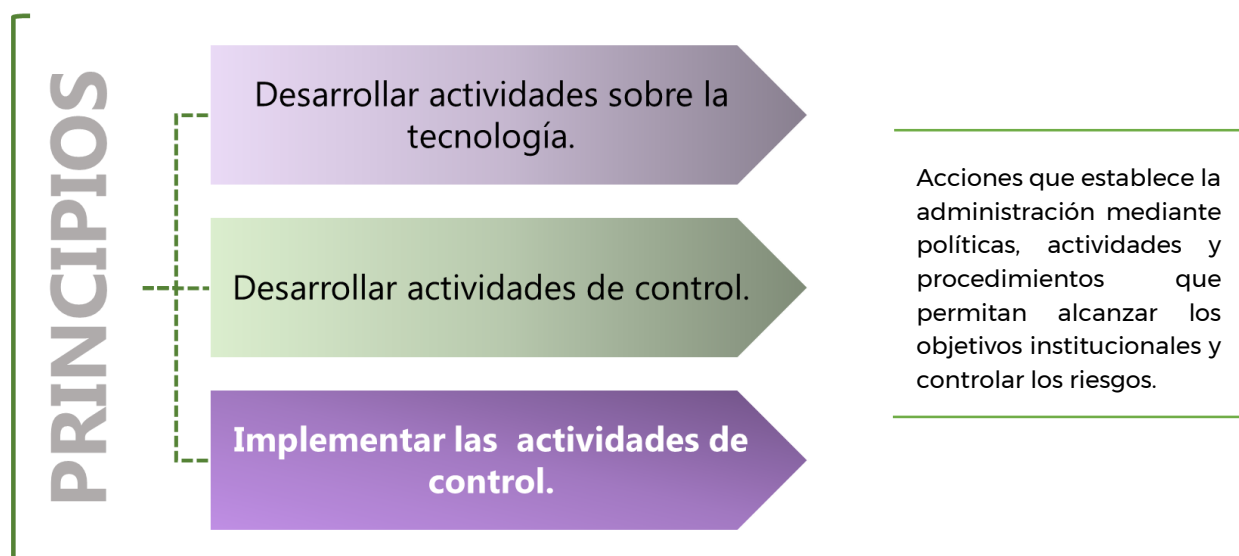 PRINCIPIOS
Desarrollar actividades sobre la
tecnología.
Desarrollar actividades de control.
Implementar las  actividades de
control.
Acciones que establece la
administración mediante
políticas, actividades y
procedimientos que
permitan alcanzar los
objetivos institucionales y
controlar los riesgos.